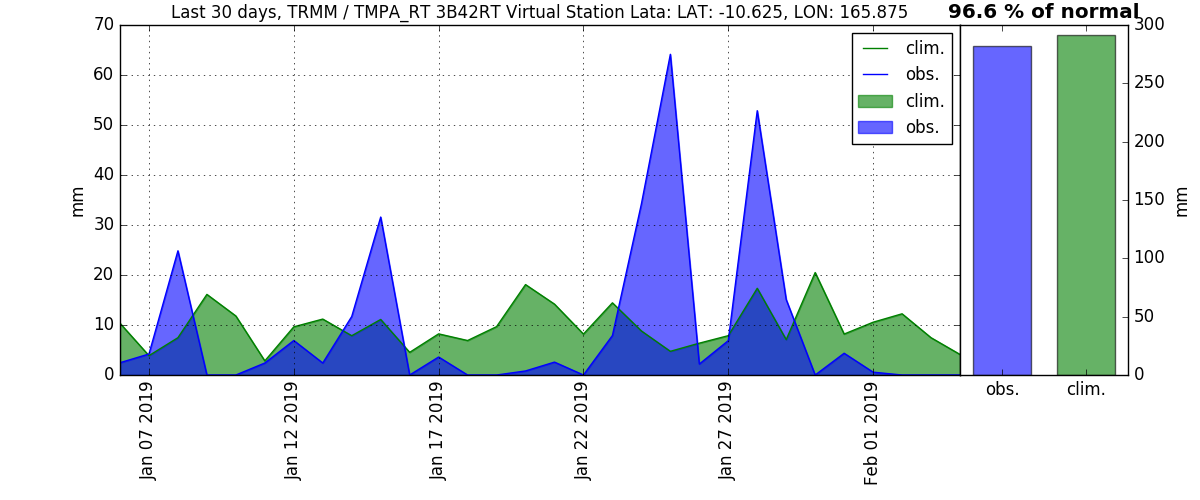 Last 30 days, TRMM / TMPA_RT 3B42RT Virtual Station Lata: LAT: -10.625, LON: 165.875
96.6 % of normal
70
60
50
40
30
20
10
0
mm
clim.
obs.
clim.
obs.
Jan 07 2019
Jan 12 2019
Jan 17 2019
Jan 22 2019
Jan 27 2019
Feb 01 2019
300
250
200
150
100
50
0
mm
obs.
clim.